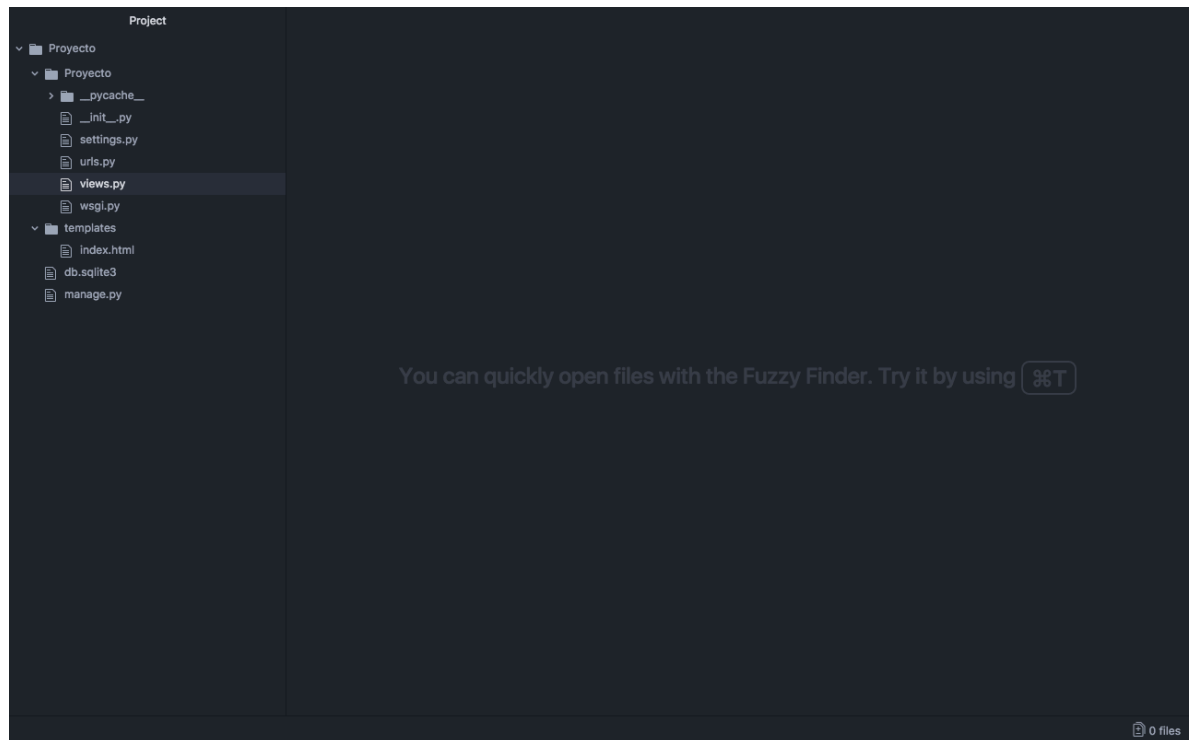 Project
Proyecto
Proyecto
__pycache__
__init__.py
settings.py
urls.py
views.py
wsgi.py
templates
index.html
db.sqlite3
manage.py
You can quickly open files with the Fuzzy Finder. Try it by using ⌘T
0 files